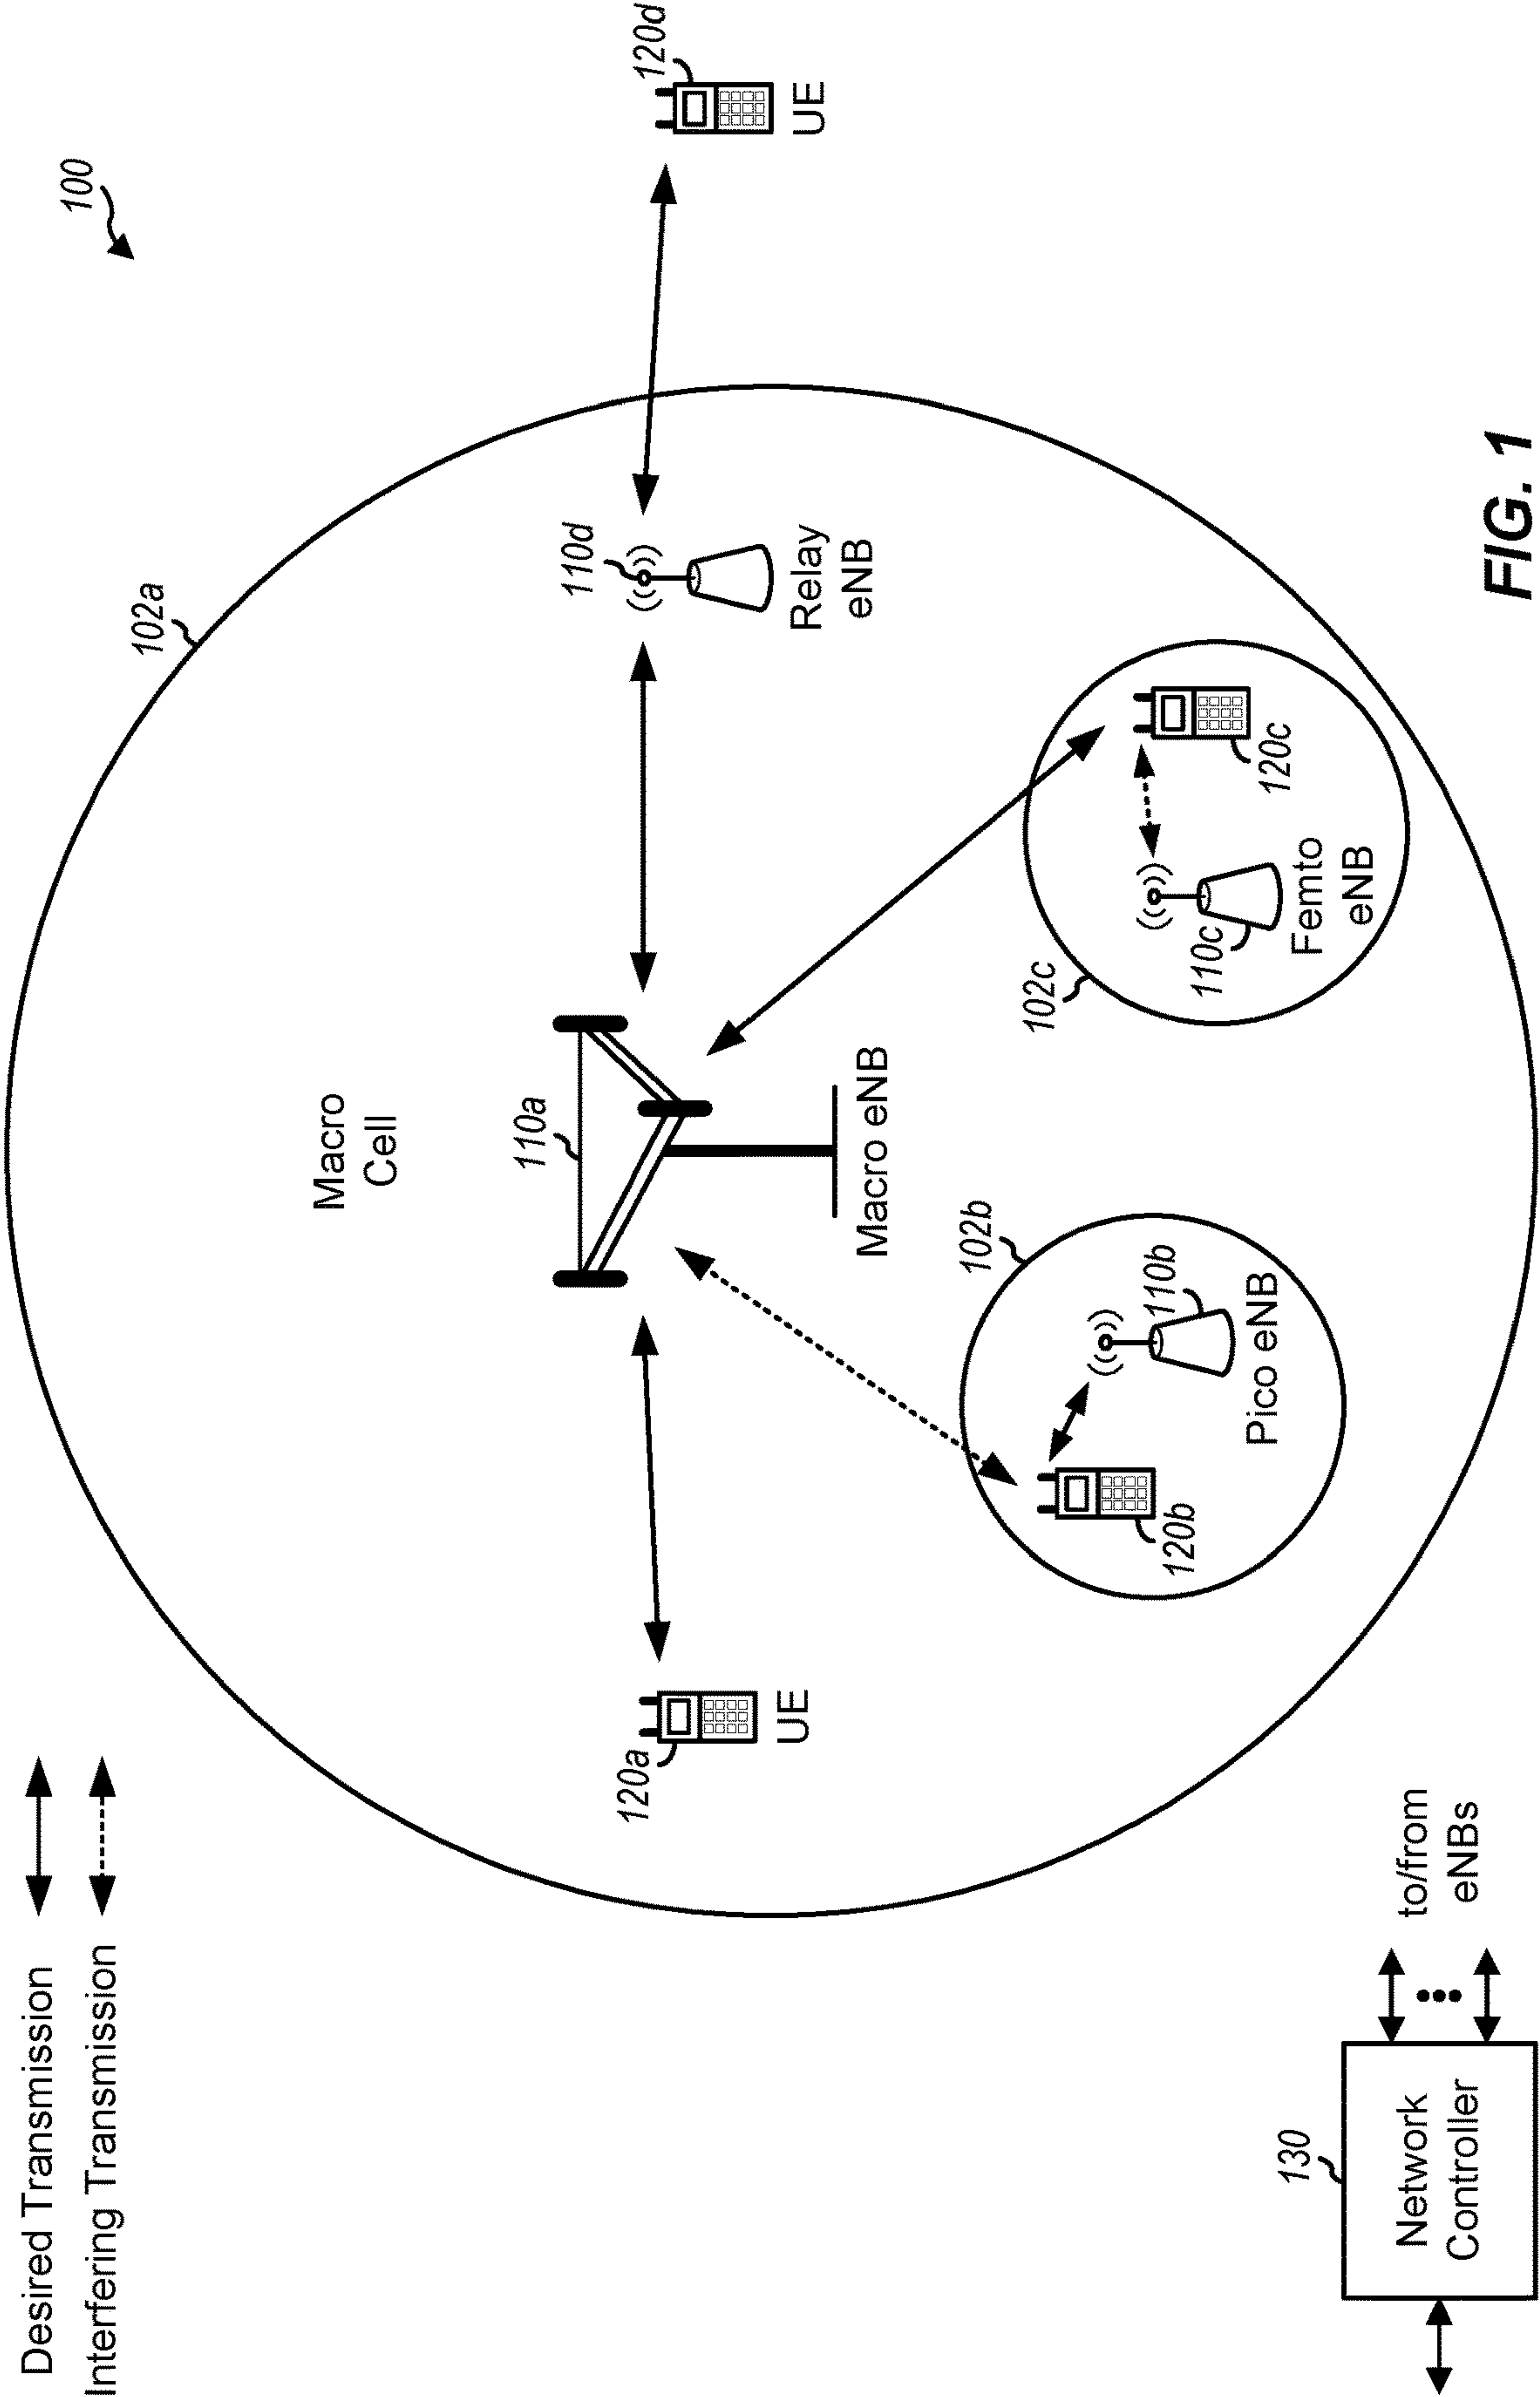 Desired Transmission
Interfering Transmission
100
102a
Macro
Cell
110a
Macro eNB
110d
Relay
eNB
120d
UE
120a
UE
102b
110b
Pico eNB
120b
102c
110c
Femto
eNB
120c
130
Network
Controller
to/from
eNBs
FIG. 1